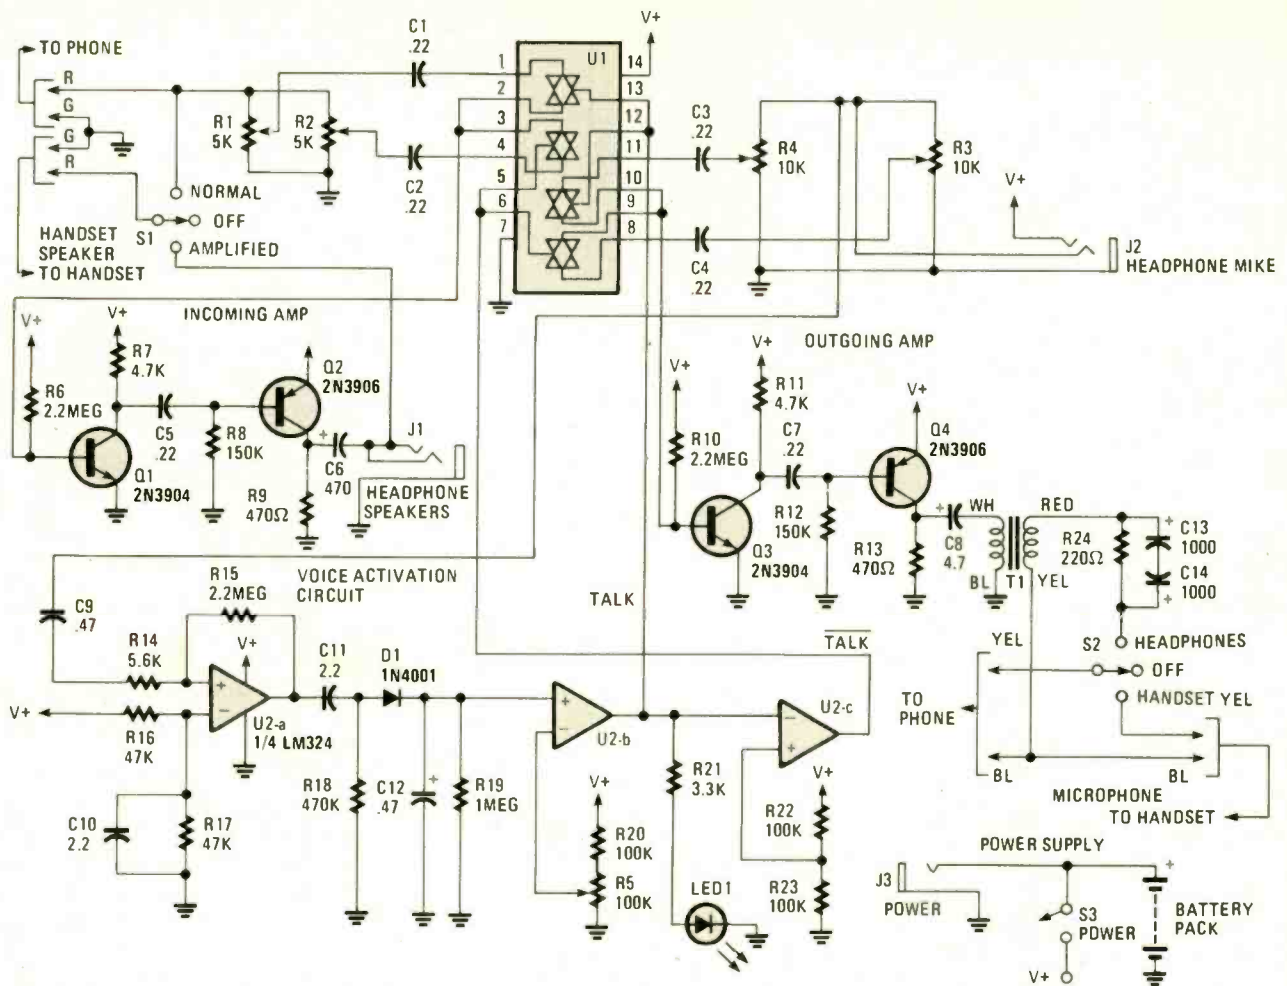 TO PHONE
R
G
G
R
HANDSET
SPEAKER
TO HANDSET
NORMAL
OFF
AMPLIFIED
S1
R1
5K
R2
5K
C1
.22
C2
.22
U1
1
2
3
4
5
6
7
14
13
12
11
10
9
8
V+
C3
.22
C4
.22
R4
10K
R3
10K
V+
J2
HEADPHONE MIKE
INCOMING AMP
V+
R6
2.2MEG
V+
R7
4.7K
Q1
2N3904
C5
.22
R8
150K
Q2
2N3906
R9
470Ω
+
C6
470
J1
HEADPHONE
SPEAKERS
OUTGOING AMP
V+
R10
2.2MEG
V+
R11
4.7K
Q3
2N3904
C7
.22
R12
150K
V+
Q4
2N3906
R13
470Ω
+
C8
4.7
WH
BL
T1
RED
YEL
R24
220Ω
+
C13
1000
C14
1000
+
VOICE ACTIVATION
CIRCUIT
C9
.47
R14
5.6K
R15
2.2MEG
V+
V+
R16
47K
+
−
U2-a
1/4 LM324
C10
2.2
R17
47K
C11
2.2
D1
1N4001
R18
470K
C12
.47
+
R19
1MEG
+
−
U2-b
V+
R20
100K
R5
100K
TALK
R21
3.3K
LED1
TALK
−
+
U2-c
V+
R22
100K
R23
100K
S2
HEADPHONES
OFF
HANDSET
YEL
TO
PHONE
BL
YEL
BL
MICROPHONE
TO HANDSET
POWER SUPPLY
J3
POWER
S3
POWER
V+
+
BATTERY
PACK